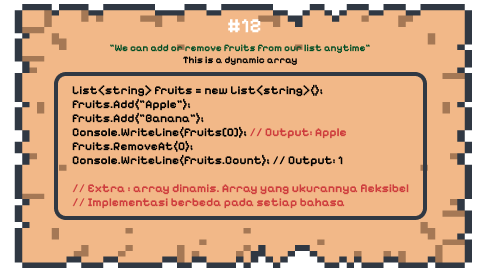 #12
"We can add or remove fruits from our list anytime"
This is a dynamic array
List<string> fruits = new List<string>();
fruits.Add("Apple");
fruits.Add("Banana");
Console.WriteLine(fruits[0]); // Output: Apple
fruits.RemoveAt(0);
Console.WriteLine(fruits.Count); // Output: 1
// Extra : array dinamis. Array yang ukurannya fleksibel
// Implementasi berbeda pada setiap bahasa